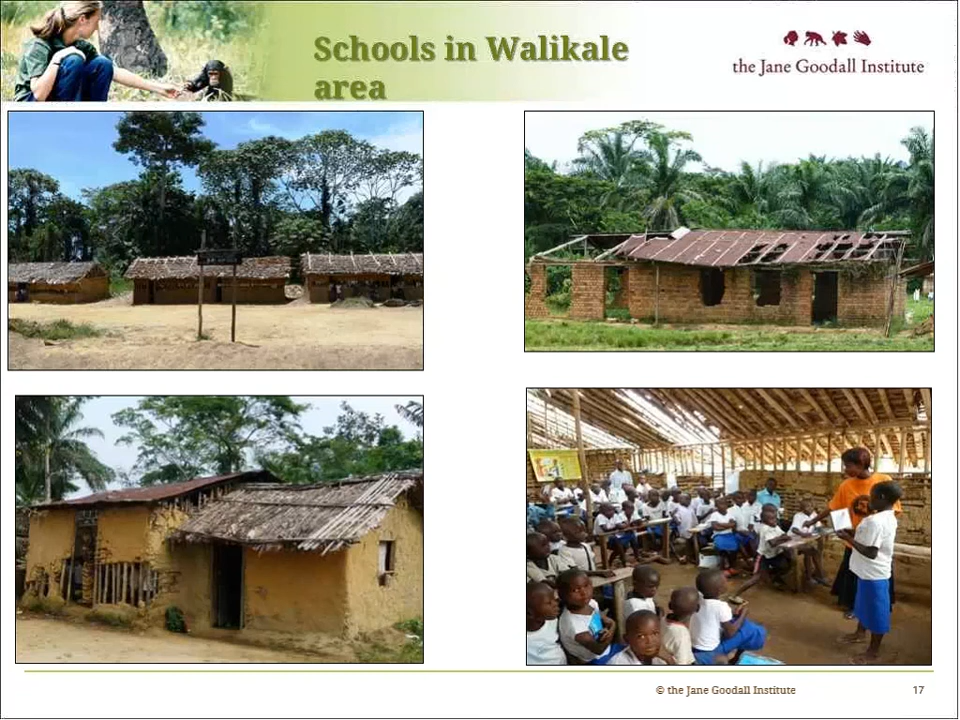 Schools in Walikale
area
the Jane Goodall Institute
© the Jane Goodall Institute
17